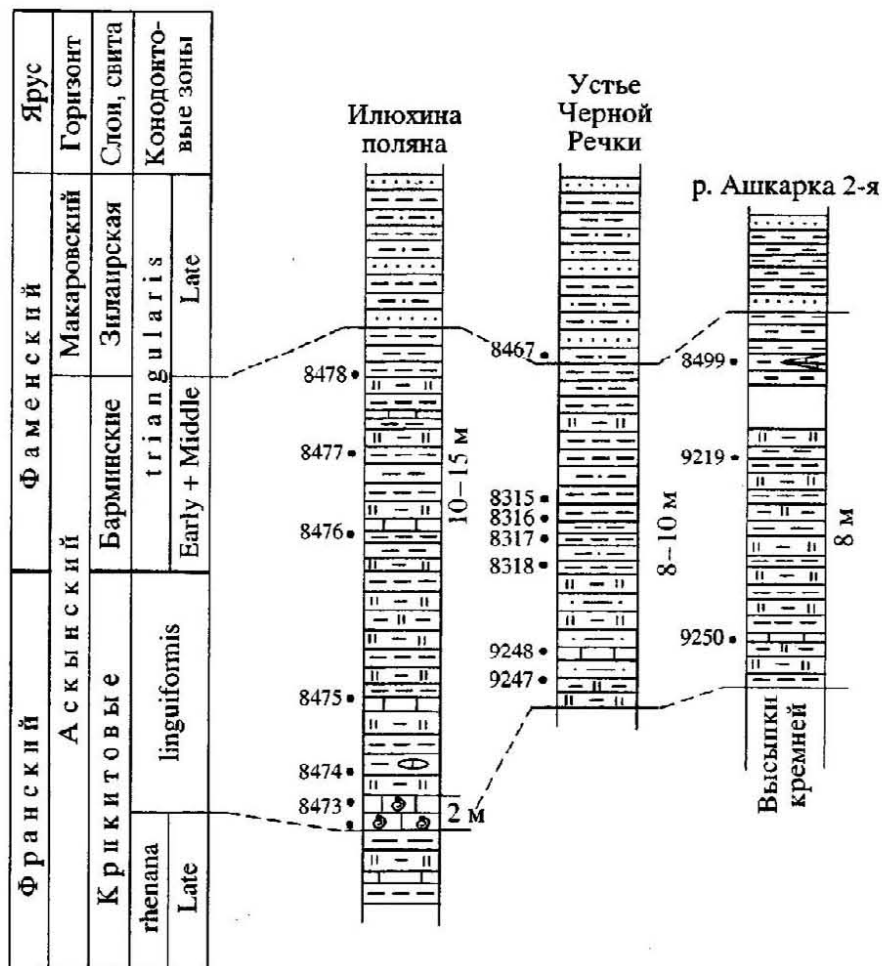 Ярус
Горизонт
Слои, свита
Конодонто-
вые зоны
Фаменский
Франский
Макаровский
Аскынский
Зилаирская
Барминские
Крикитовые
triangularis
Late
Early + Middle
linguiformis
rhenana
Late
Илюхина
поляна
8478
8477
8476
8475
8474
8473
10–15 м
2 м
Устье
Черной
Речки
8467
8315
8316
8317
8318
9248
9247
8–10 м
р. Ашкарка 2-я
8499
9219
9250
8 м
Высыпки
кремней